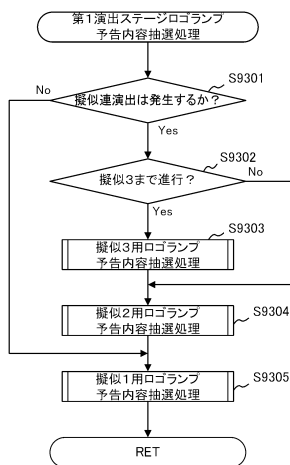 第1演出ステージロゴランプ
予告内容抽選処理
S9301
No
擬似連演出は発生するか？
Yes
S9302
擬似3まで進行？
No
Yes
S9303
擬似3用ロゴランプ
予告内容抽選処理
擬似2用ロゴランプ
予告内容抽選処理
S9304
擬似1用ロゴランプ
予告内容抽選処理
S9305
RET